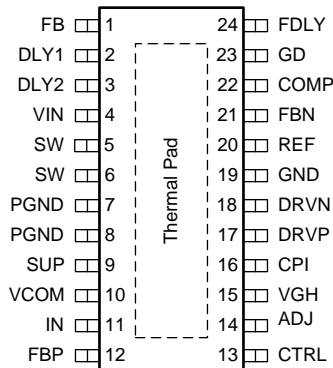 FB 1 24 FDLY
DLY1 2 23 GD
DLY2 3 22 COMP
VIN 4 21 FBN
SW 5 20 REF
SW 6 19 GND
PGND 7 18 DRVN
PGND 8 17 DRVP
SUP 9 16 CPI
VCOM 10 15 VGH
IN 11 14 ADJ
FBP 12 13 CTRL
Thermal Pad